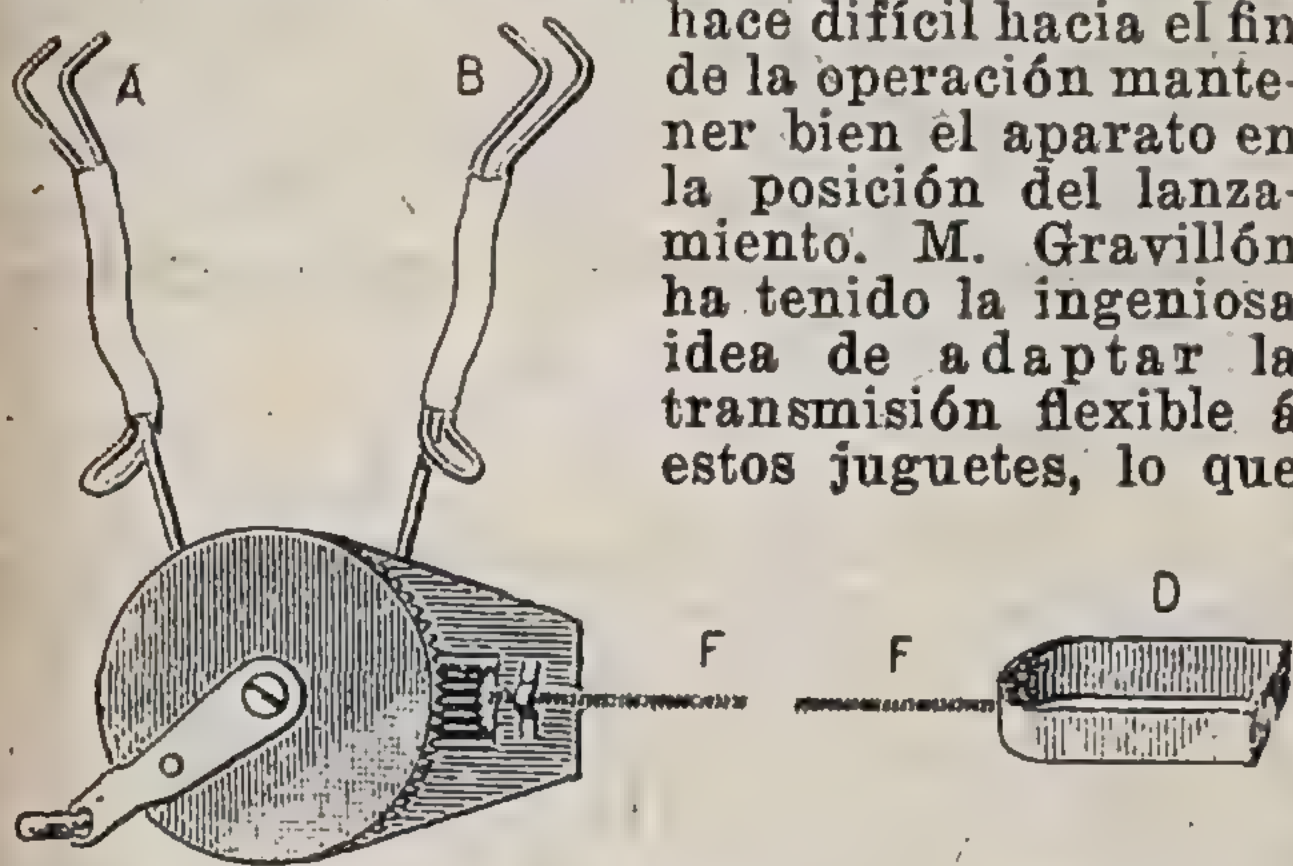 hace difícil hacia el fin
de la operación mante-
ner bien el aparato en
la posición del lanza-
miento. M. Gravillón
ha tenido la ingeniosa
idea de adaptar la
transmisión flexible á
estos juguetes, lo que
A
B
F
F
D